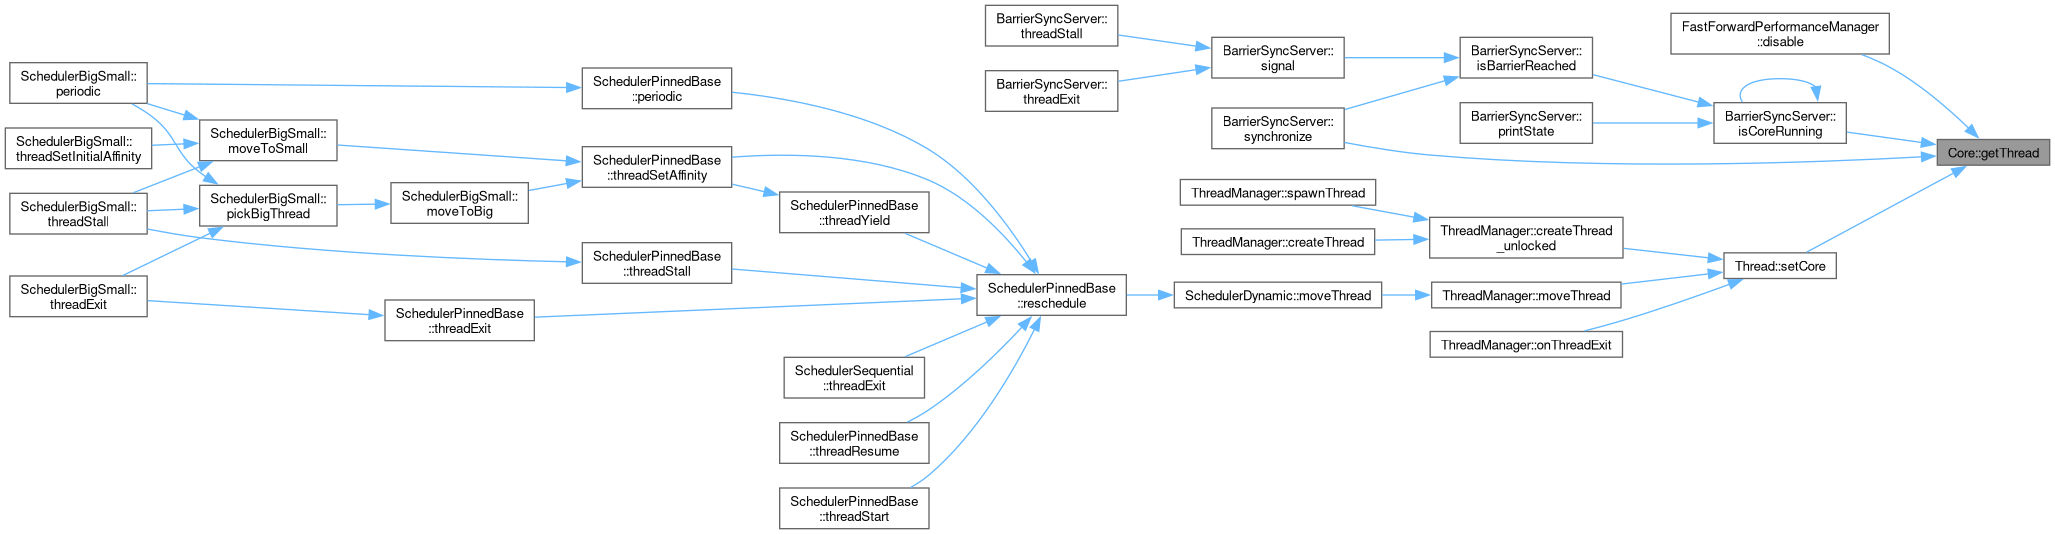 SchedulerBigSmall::
periodic
SchedulerBigSmall::
threadSetInitialAffinity
SchedulerBigSmall::
threadStall
SchedulerBigSmall::
threadExit
SchedulerBigSmall::
moveToSmall
SchedulerBigSmall::
pickBigThread
SchedulerBigSmall::
moveToBig
SchedulerPinnedBase
::threadExit
SchedulerPinnedBase
::periodic
SchedulerPinnedBase
::threadSetAffinity
SchedulerPinnedBase
::threadStall
SchedulerPinnedBase
::threadYield
SchedulerSequential
::threadExit
SchedulerPinnedBase
::threadResume
SchedulerPinnedBase
::threadStart
BarrierSyncServer::
threadStall
BarrierSyncServer::
threadExit
SchedulerPinnedBase
::reschedule
BarrierSyncServer::
signal
BarrierSyncServer::
synchronize
ThreadManager::spawnThread
ThreadManager::createThread
SchedulerDynamic::moveThread
BarrierSyncServer::
isBarrierReached
BarrierSyncServer::
printState
ThreadManager::createThread
_unlocked
ThreadManager::moveThread
ThreadManager::onThreadExit
FastForwardPerformanceManager
::disable
BarrierSyncServer::
isCoreRunning
Thread::setCore
Core::getThread